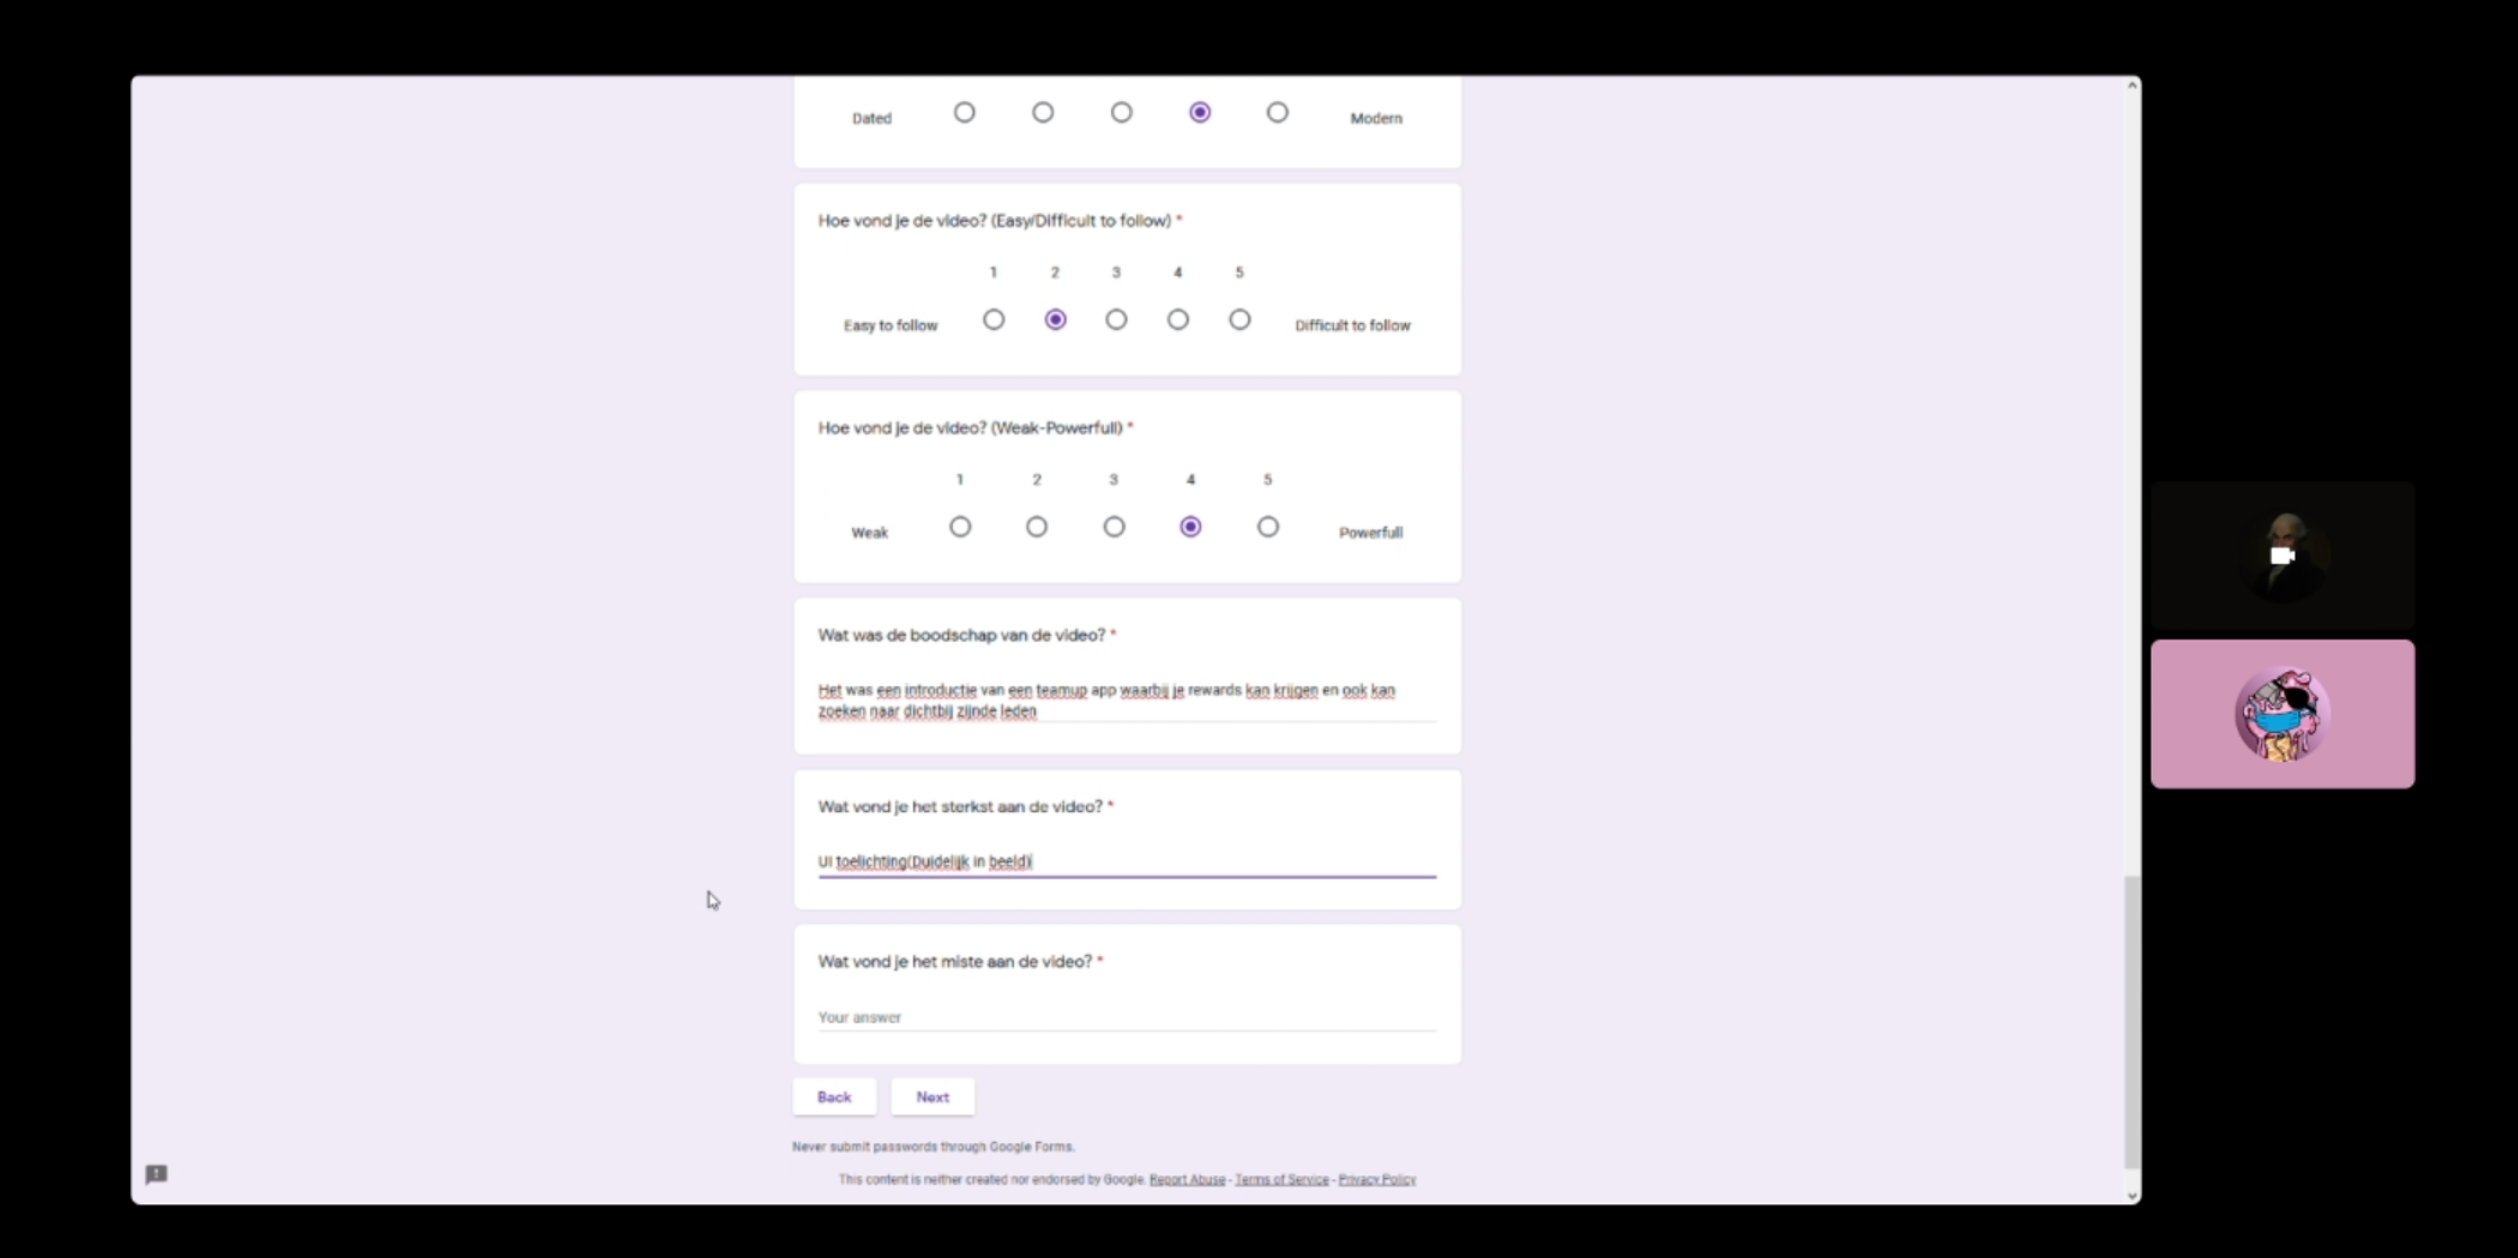 Dated Modern
Hoe vond je de video? (Easy/Difficult to follow) *
1 2 3 4 5
Easy to follow Difficult to follow
Hoe vond je de video? (Weak-Powerfull) *
1 2 3 4 5
Weak Powerfull
Wat was de boodschap van de video? *
Het was een introductie van een teamup app waarbij je rewards kan krijgen en ook kan
zoeken naar dichtbij zijnde leden
Wat vond je het sterkst aan de video? *
UI toelichting(Duidelijk in beeld)
Wat vond je het miste aan de video? *
Your answer
Back Next
Never submit passwords through Google Forms.
This content is neither created nor endorsed by Google. Report Abuse - Terms of Service - Privacy Policy